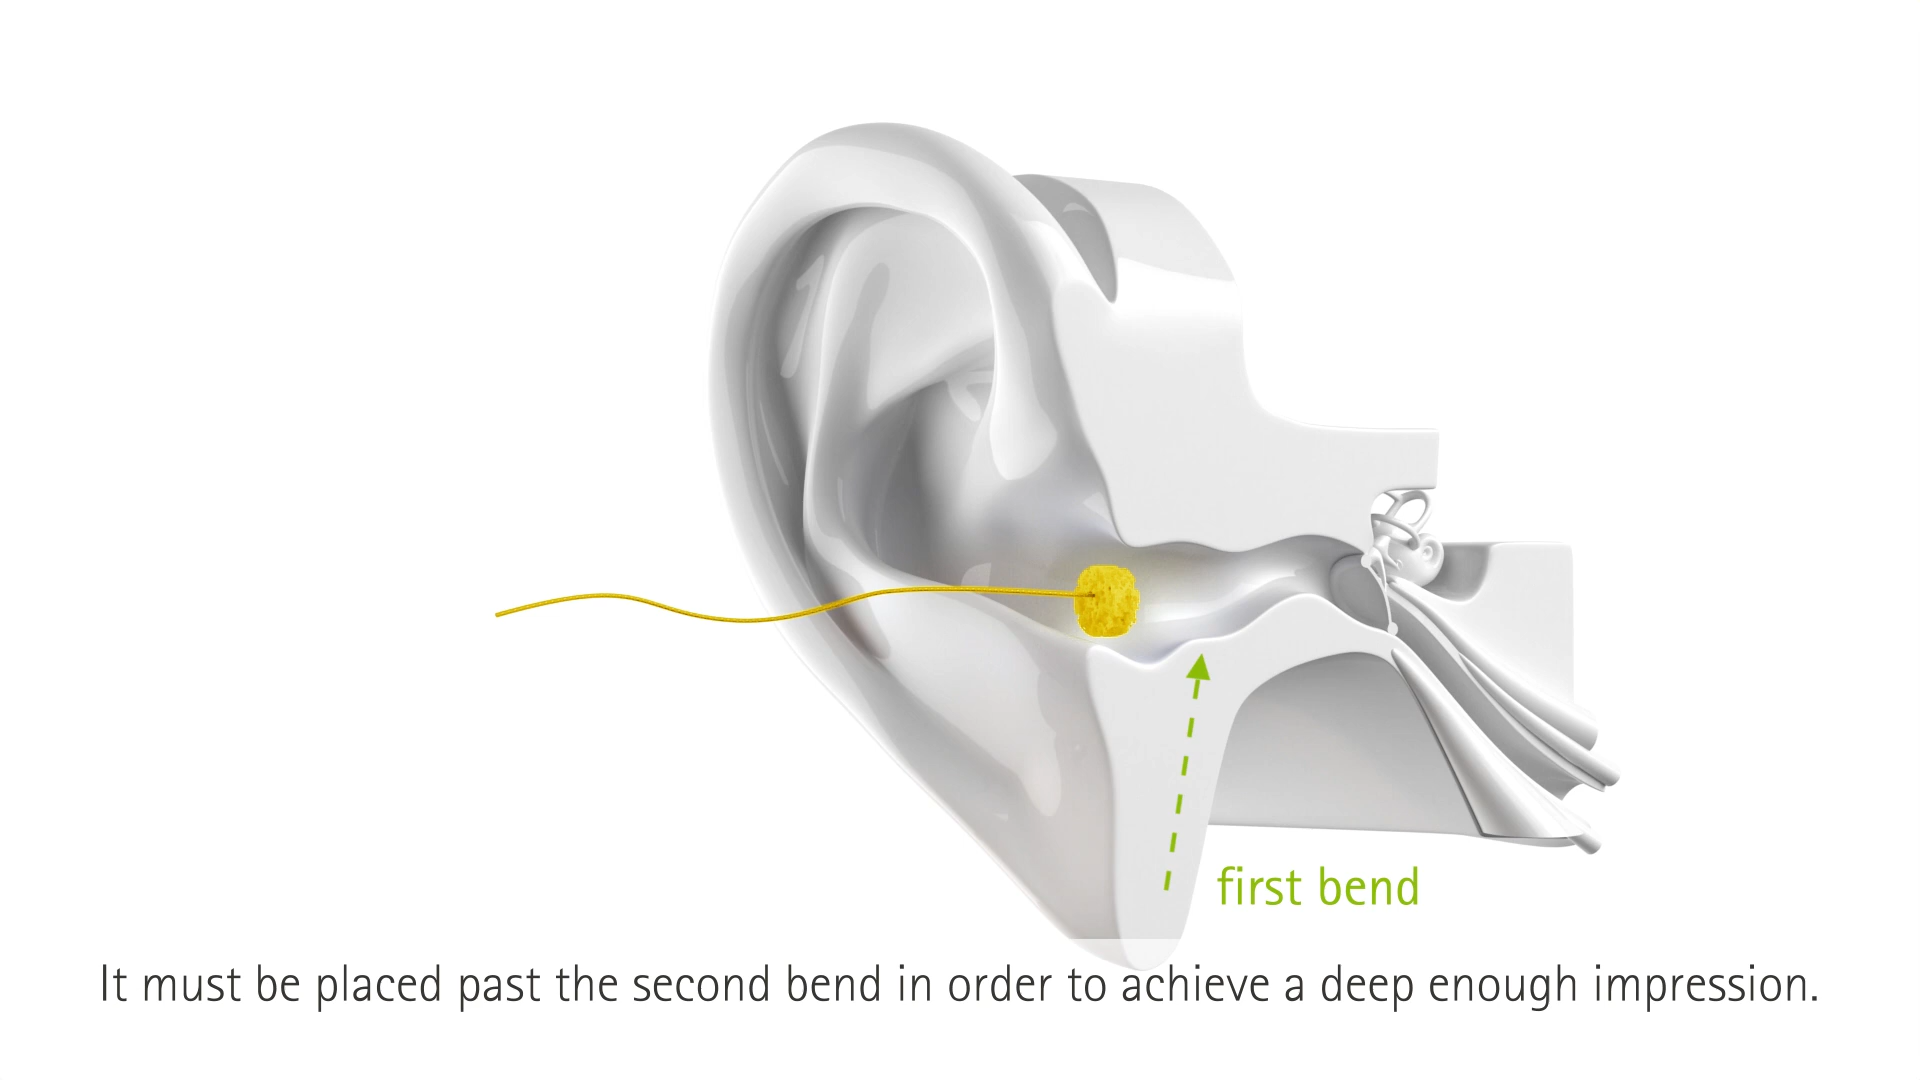 first bend
It must be placed past the second bend in order to achieve a deep enough impression.